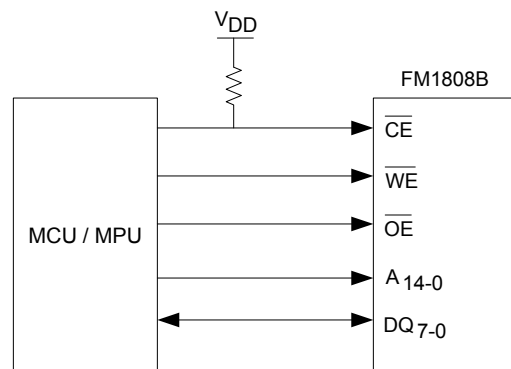 VDD
FM1808B
CE
WE
OE
MCU / MPU
A 14-0
DQ 7-0